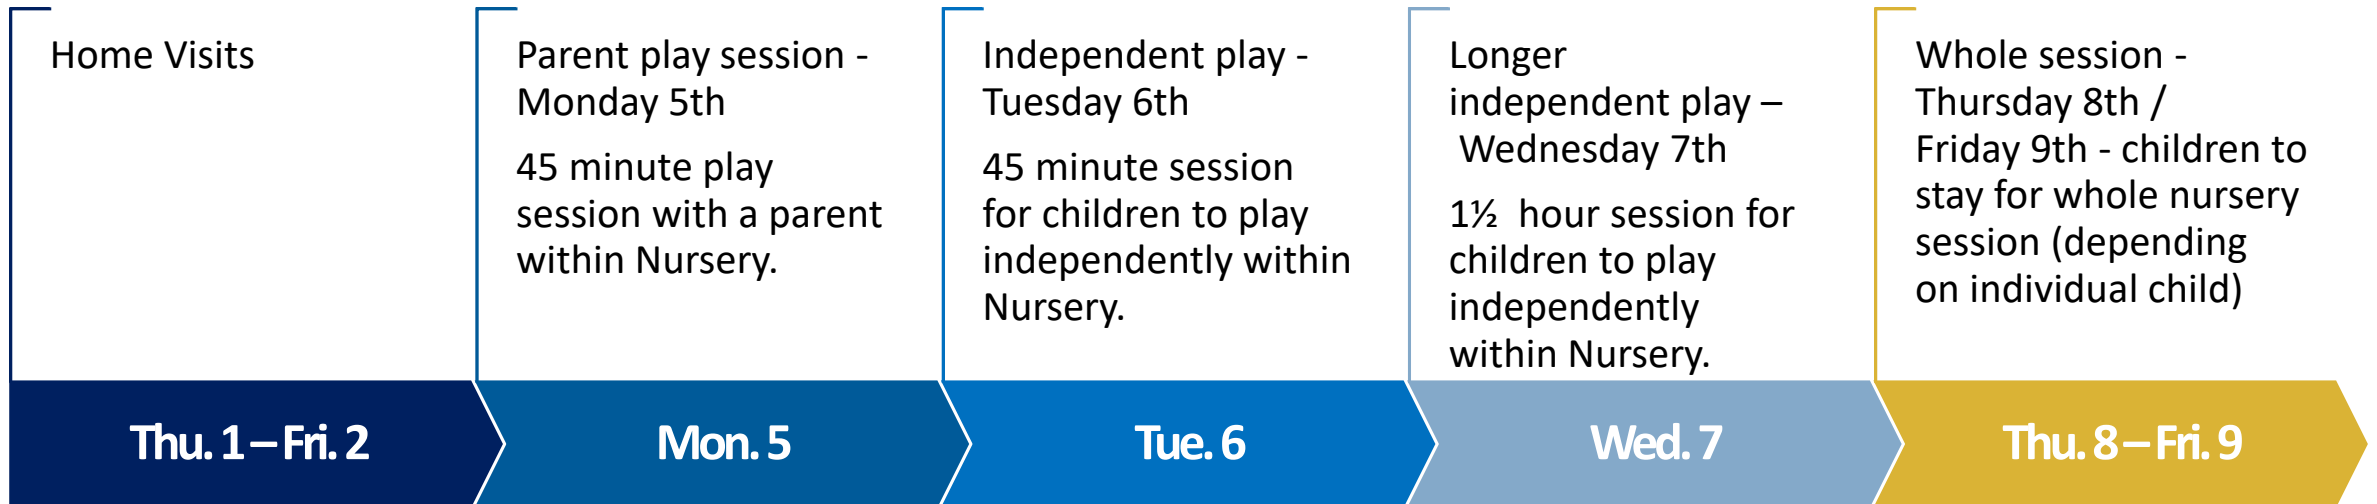 Home Visits
Parent play session -
Monday 5th
45 minute play
session with a parent
within Nursery.
Independent play -
Tuesday 6th
45 minute session
for children to play
independently within
Nursery.
Longer
independent play –
Wednesday 7th
1½ hour session for
children to play
independently
within Nursery.
Whole session -
Thursday 8th /
Friday 9th - children to
stay for whole nursery
session (depending
on individual child)
Thu. 1 – Fri. 2
Mon. 5
Tue. 6
Wed. 7
Thu. 8 – Fri. 9